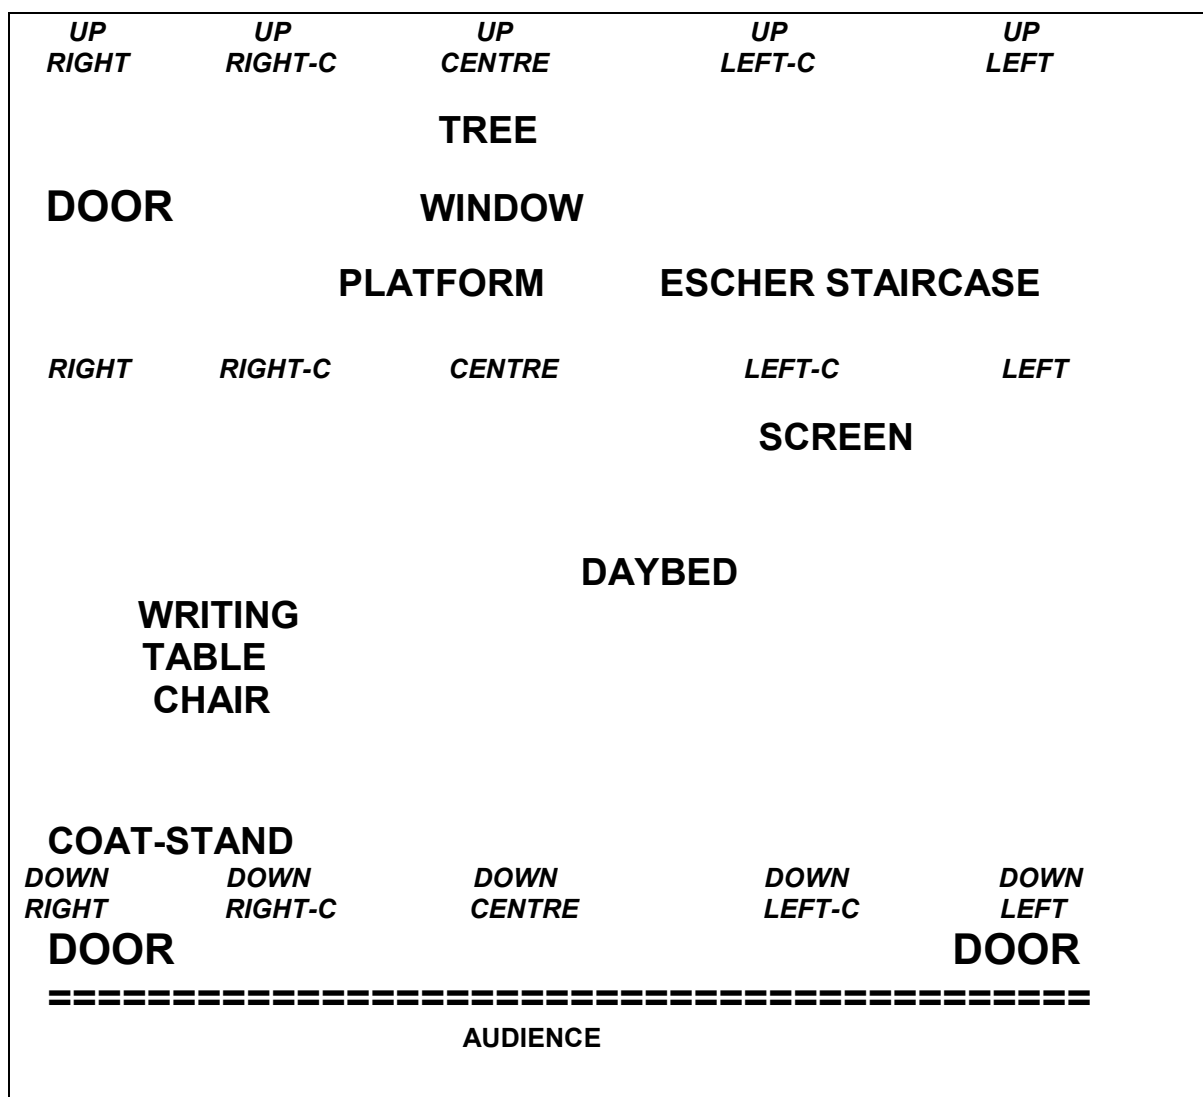 UP UP UP UP UP
RIGHT RIGHT-C CENTRE LEFT-C LEFT
TREE
DOOR WINDOW
PLATFORM ESCHER STAIRCASE
RIGHT RIGHT-C CENTRE LEFT-C LEFT
SCREEN
DAYBED
WRITING
TABLE
CHAIR
COAT-STAND
DOWN DOWN DOWN DOWN DOWN
RIGHT RIGHT-C CENTRE LEFT-C LEFT
DOOR DOOR
==========================================
AUDIENCE